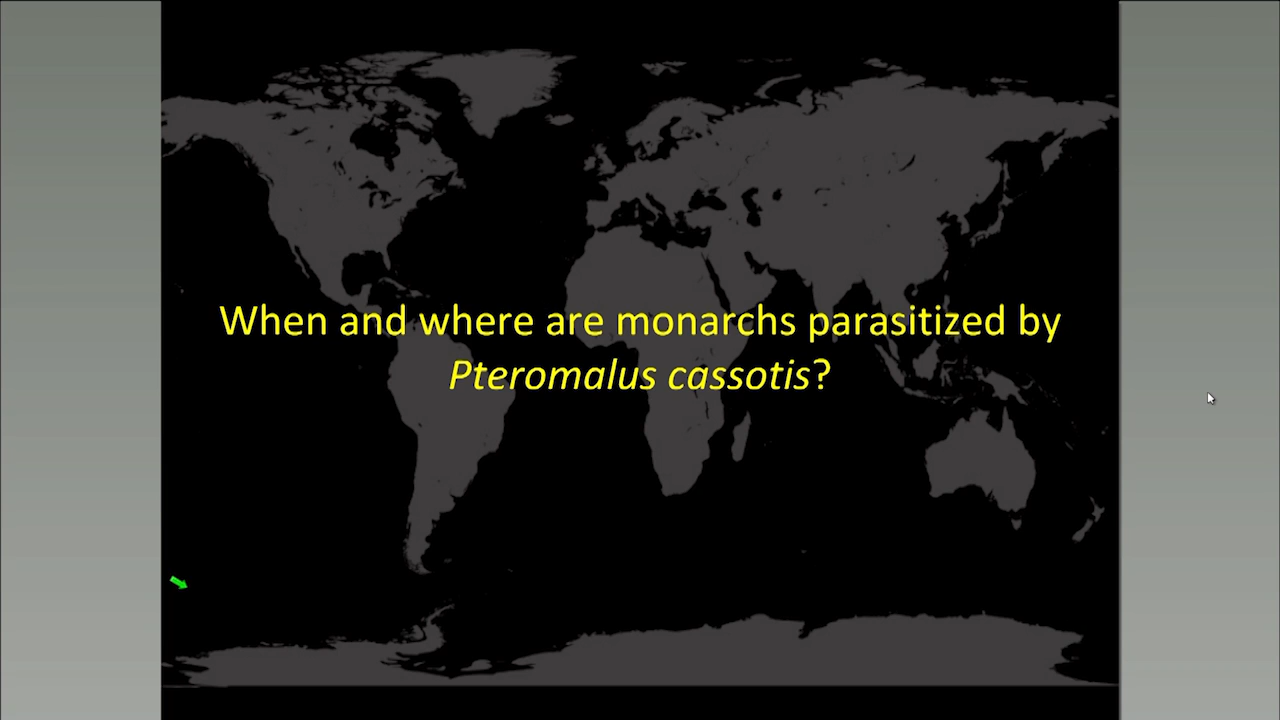 When and where are monarchs parasitized by
Pteromalus cassotis?